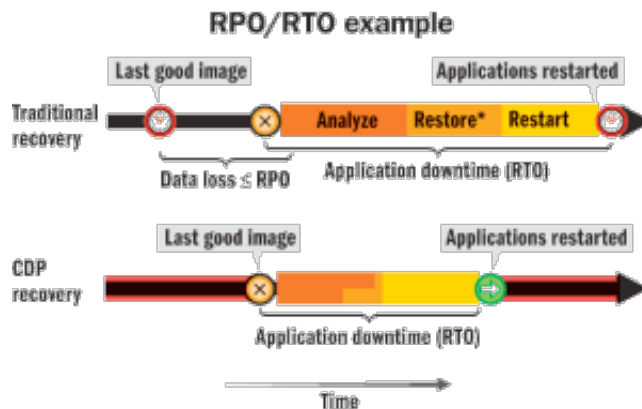 RPO/RTO example
Last good image
Applications restarted
Traditional
recovery
Analyze
Restore*
Restart
Data loss ≤ RPO
Application downtime (RTO)
Last good image
Applications restarted
CDP
recovery
Application downtime (RTO)
Time